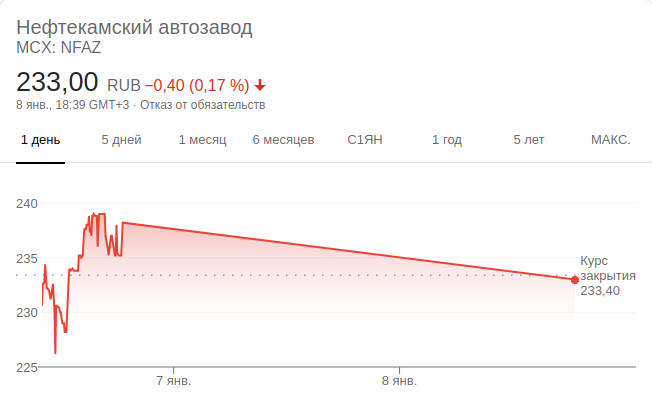 Нефтекамский автозавод
MCX: NFAZ
233,00 RUB −0,40 (0,17 %)
8 янв., 18:39 GMT+3 · Отказ от обязательств
1 день 5 дней 1 месяц 6 месяцев С1ЯН 1 год 5 лет МАКС.
240
235
230
225
Курс
закрытия
233,40
7 янв. 8 янв.